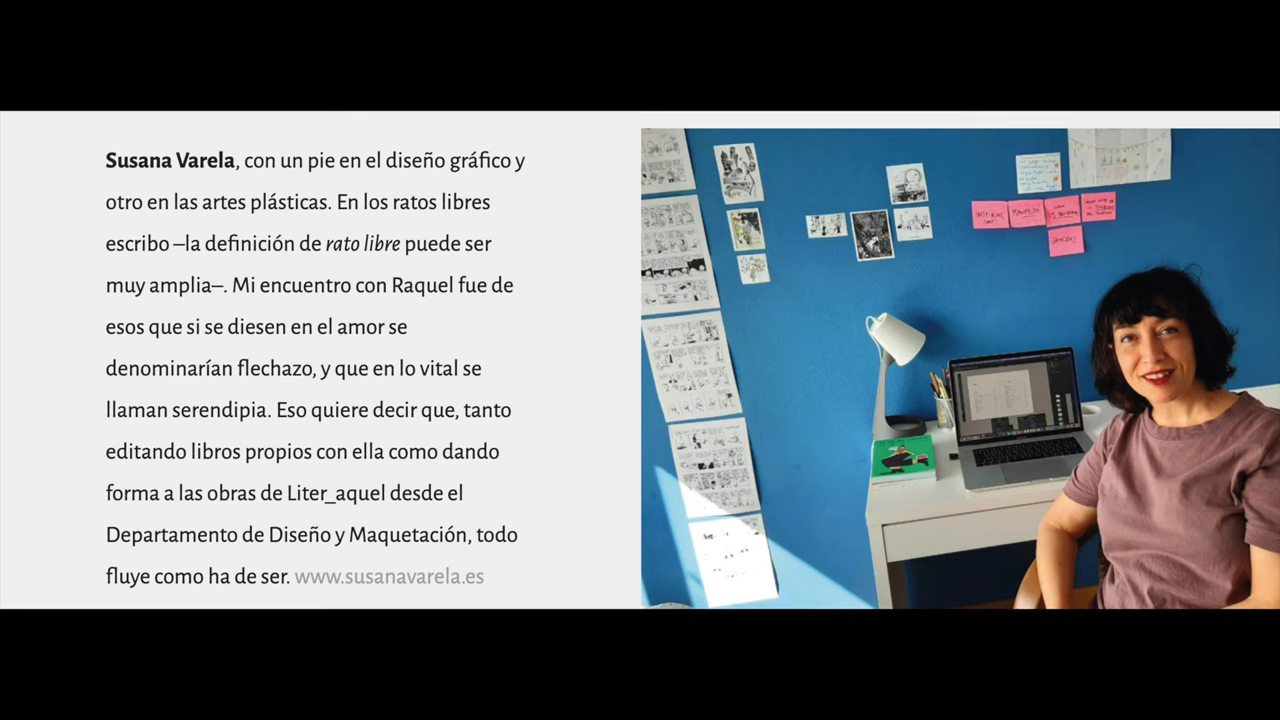 Susana Varela, con un pie en el diseño gráfico y
otro en las artes plásticas. En los ratos libres
escribo –la definición de rato libre puede ser
muy amplia–. Mi encuentro con Raquel fue de
esos que si se diesen en el amor se
denominarían flechazo, y que en lo vital se
llaman serendipia. Eso quiere decir que, tanto
editando libros propios con ella como dando
forma a las obras de Liter_aquel desde el
Departamento de Diseño y Maquetación, todo
fluye como ha de ser. www.susanavarela.es